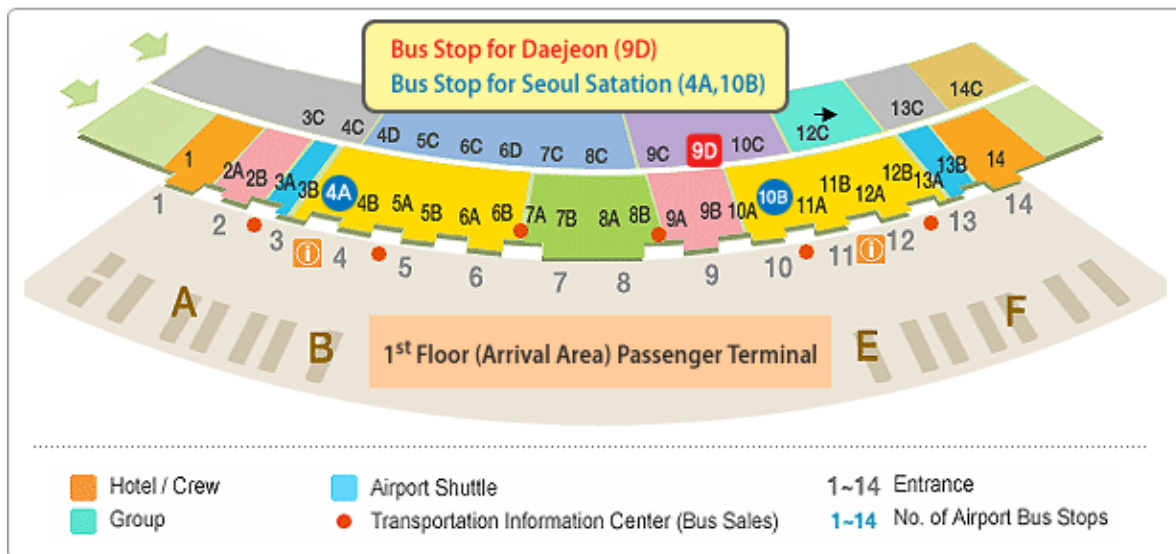 Bus Stop for Daejeon (9D)
Bus Stop for Seoul Satation (4A,10B)
3C 4C 4D 5C 6C 6D 7C 8C 9C 9D 10C 12C 13C 14C
1 2A 2B 3A 3B 4A 4B 5A 5B 6A 6B 7A 7B 8A 8B 9A 9B 10A 10B 11A 11B 12A 12B 13A 13B 14
1 2 3 i 4 5 6 7 8 9 10 11 i 12 13 14
A B E F
1st Floor (Arrival Area) Passenger Terminal
Hotel / Crew Airport Shuttle 1~14 Entrance
Group Transportation Information Center (Bus Sales) 1~14 No. of Airport Bus Stops